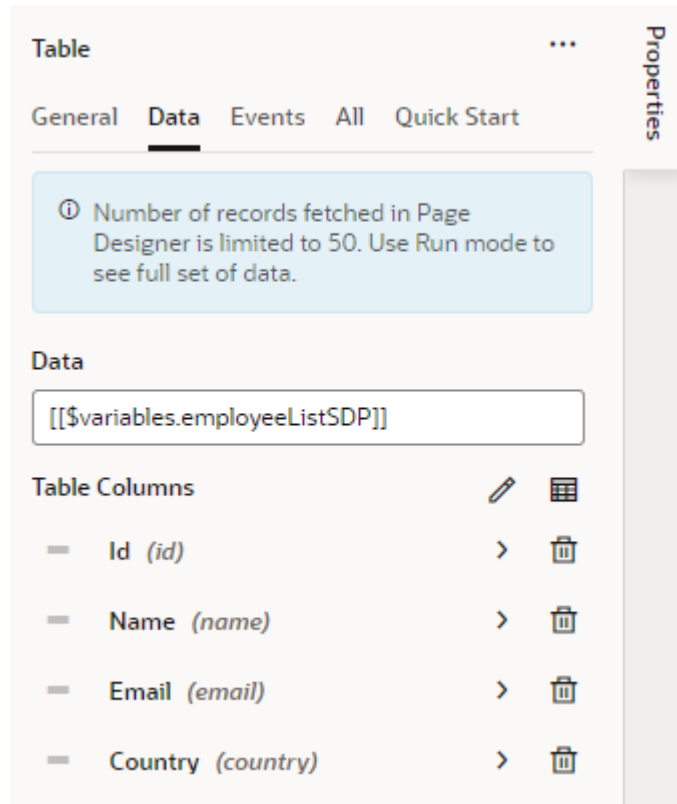 Table
Properties
General Data Events All Quick Start
Number of records fetched in Page
Designer is limited to 50. Use Run mode to
see full set of data.
Data
[[$variables.employeeListSDP]]
Table Columns
Id (id)
Name (name)
Email (email)
Country (country)